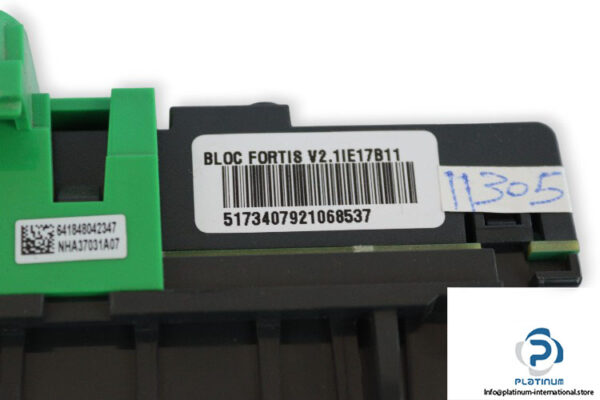 BLOC FORTIS V2.1IE17B11
5173407921068537
11305
641848042347
NHA37031A07
PLATINUM
Info@platinum-international.store